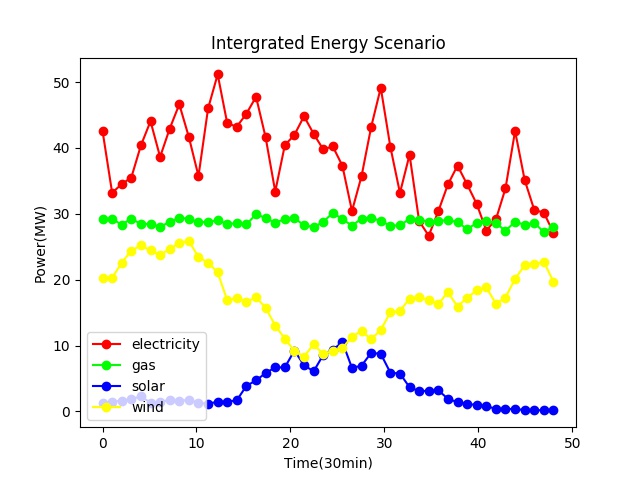 Intergrated Energy Scenario
Power(MW)
50
40
30
20
10
0
electricity
gas
solar
wind
0 10 20 30 40 50
Time(30min)